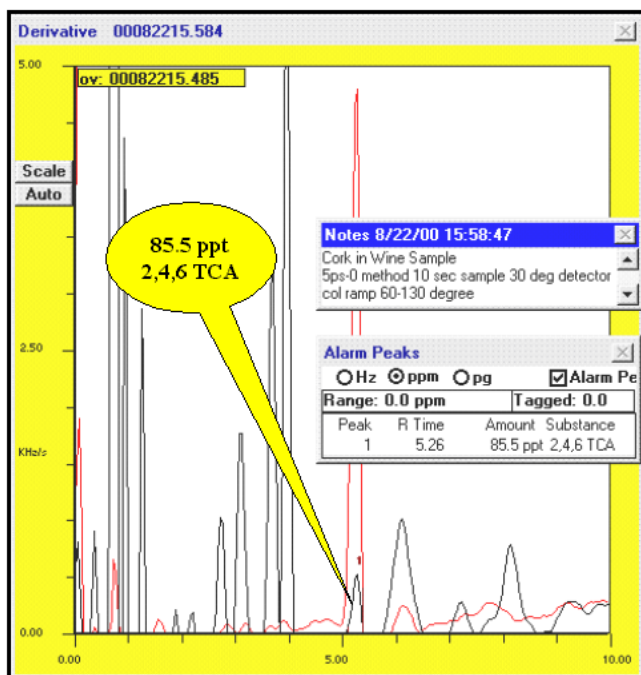 Derivative 00082215.584
5.00
ov: 00082215.485
Scale
Auto
85.5 ppt
2,4,6 TCA
Notes 8/22/00 15:58:47
Cork in Wine Sample
5ps-0 method 10 sec sample 30 deg detector
col ramp 60-130 degree
2.50
Alarm Peaks
Hz ppm pg Alarm Pe
Range: 0.0 ppm Tagged: 0.0
Peak R Time Amount Substance
1 5.26 85.5 ppt 2,4,6 TCA
KHz/s
1
0.00
0.00 5.00 10.00